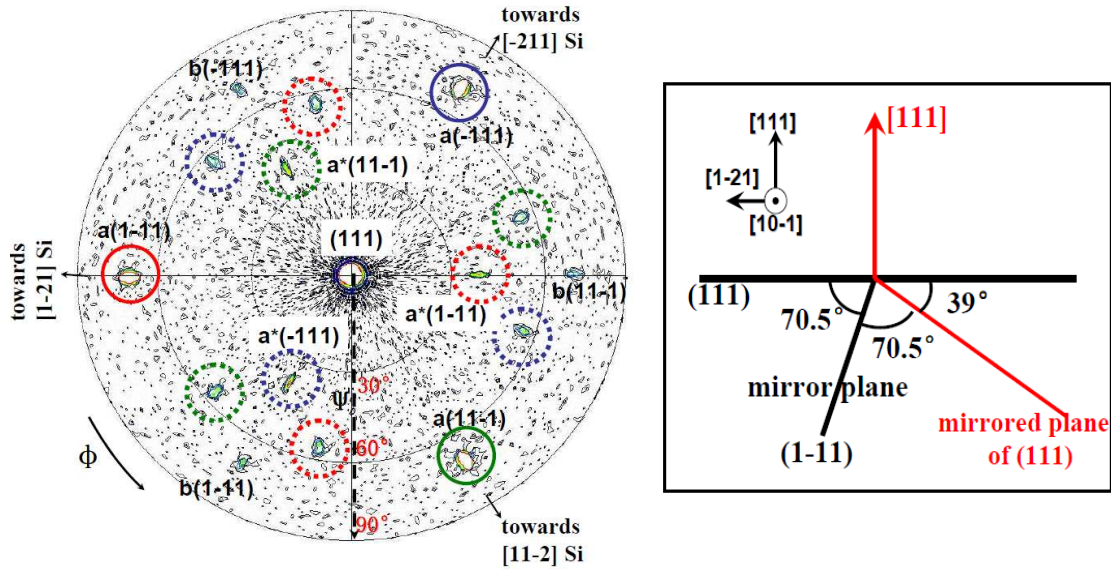 towards
[-211] Si
b(-111)
a(-111)
a*(11-1)
a(1-11)
(111)
towards
[1-21] Si
b(11-1)
a*(1-11)
a*(-111)
30°
ψ
a(11-1)
60°
ϕ
b(1-11)
90°
towards
[11-2] Si
[111]
[111]
[1-21]
[10-1]
(111)
70.5°
39°
70.5°
mirror plane
(1-11)
mirrored plane
of (111)